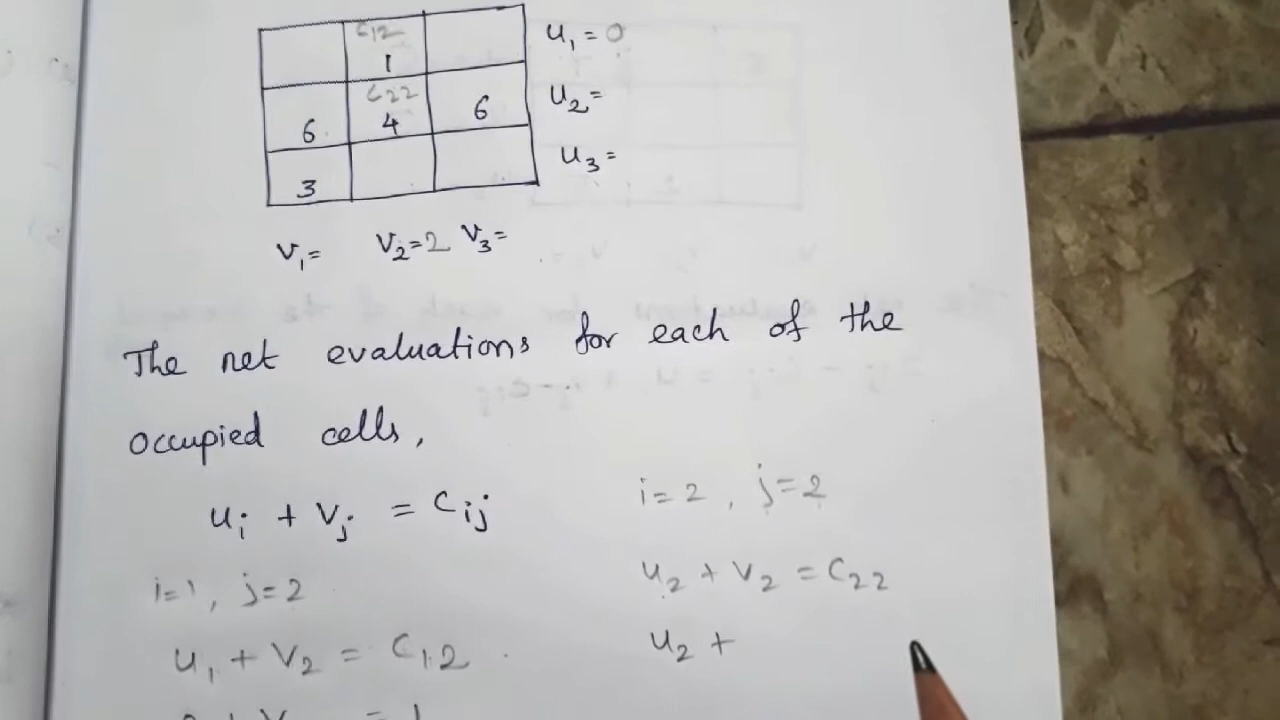 C12
1
u1 = 0
6 C22 4 6
u2 =
3
u3 =
V1= V2=2 V3=
The net evaluations for each of the
occupied cells,
ui + Vj = Cij
i=1, j=2
u1 + V2 = C12
i=2, j=2
u2 + V2 = C22
u2 +